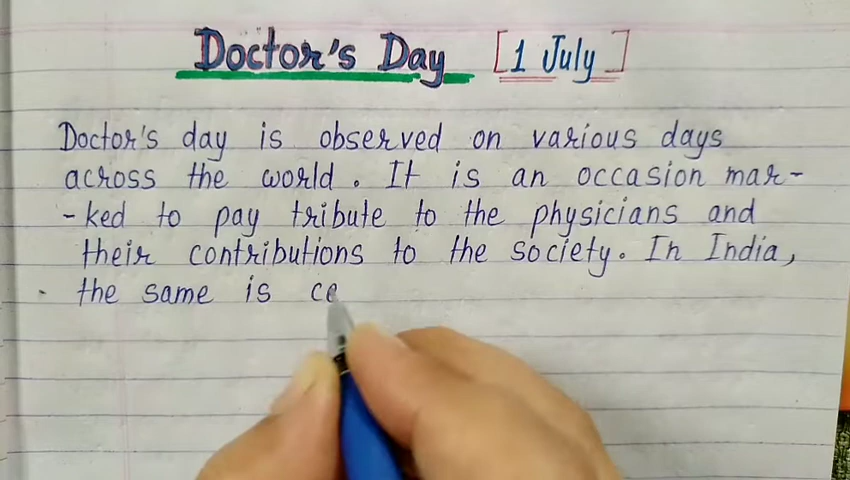 Doctor's Day [1 July]
Doctor's day is observed on various days
across the world. It is an occasion mar-
-ked to pay tribute to the physicians and
their contributions to the society. In India,
the same is ce